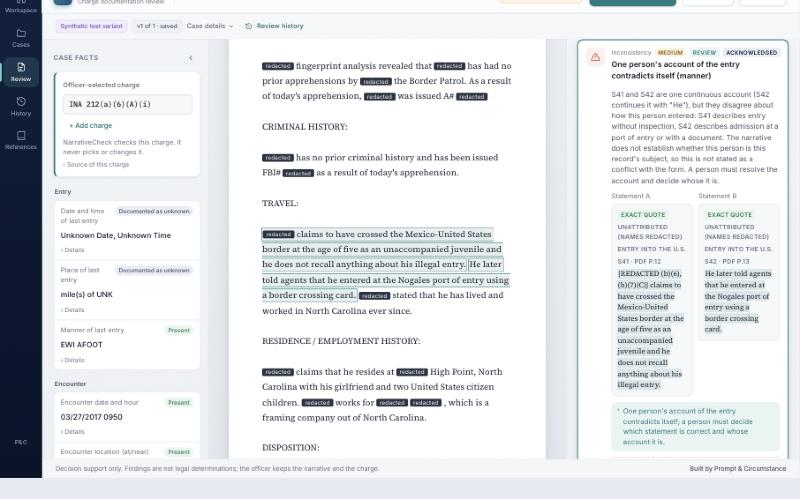 Workspace
Cases
Review
History
References
P&C
Charge documentation review
Synthetic test variant
v1 of 1 · saved
Case details
Review history
CASE FACTS
Officer-selected charge
INA 212(a)(6)(A)(i)
+ Add charge
NarrativeCheck checks this charge. It
never picks or changes it.
› Source of this charge
Entry
Date and time
of last entry
Documented as unknown
Unknown Date, Unknown Time
› Details
Place of last
entry
Documented as unknown
mile(s) of UNK
› Details
Manner of last entry
Present
EWI AFOOT
› Details
Encounter
Encounter date and hour
Present
03/27/2017 0950
› Details
Encounter location (at/near)
Present
redacted fingerprint analysis revealed that redacted has had no
prior apprehensions by redacted the Border Patrol. As a result
of today's apprehension, redacted was issued A# redacted
CRIMINAL HISTORY:
redacted has no prior criminal history and has been issued
FBI# redacted as a result of today's apprehension.
TRAVEL:
redacted claims to have crossed the Mexico-United States
border at the age of five as an unaccompanied juvenile and
he does not recall anything about his illegal entry. He later
told agents that he entered at the Nogales port of entry using
a border crossing card. redacted stated that he has lived and
worked in North Carolina ever since.
RESIDENCE / EMPLOYMENT HISTORY:
redacted claims that he resides at redacted High Point, North
Carolina with his girlfriend and two United States citizen
children. redacted works for redacted redacted , which is a
framing company out of North Carolina.
DISPOSITION:
Inconsistency MEDIUM REVIEW ACKNOWLEDGED
One person's account of the entry
contradicts itself (manner)
S41 and S42 are one continuous account (S42
continues it with "He"), but they disagree about
how this person entered: S41 describes entry
without inspection, S42 describes admission at a
port of entry or with a document. The narrative
does not establish whether this person is this
record's subject, so this is not stated as a
conflict with the form. A person must resolve the
account and decide whose it is.
Statement A
EXACT QUOTE
UNATTRIBUTED
(NAMES REDACTED)
ENTRY INTO THE U.S.
S41 · PDF P.12
[REDACTED (b)(6),
(b)(7)(C)] claims to
have crossed the
Mexico-United
States border at the
age of five as an
unaccompanied
juvenile and he
does not recall
anything about his
illegal entry.
Statement B
EXACT QUOTE
UNATTRIBUTED
(NAMES REDACTED)
ENTRY INTO THE U.S.
S42 · PDF P.13
He later told agents
that he entered at
the Nogales port of
entry using a
border crossing
card.
One person's account of the entry
contradicts itself; a person must decide
which statement is correct and whose
account it is.
Decision support only. Findings are not legal determinations; the officer keeps the narrative and the charge.
Built by Prompt & Circumstance